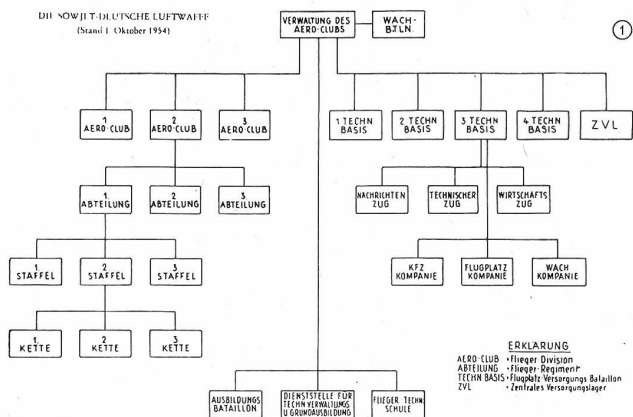 DIE SOWJET-DEUTSCHE LUFTWAFFE
(Stand 1. Oktober 1954)
VERWALTUNG DES
AERO-CLUBS
WACH-
BTLN.
1
1
AERO-CLUB
2
AERO-CLUB
3
AERO-CLUB
1 TECHN
BASIS
2 TECHN
BASIS
3 TECHN
BASIS
4 TECHN
BASIS
ZVL
1.
ABTEILUNG
2
ABTEILUNG
3.
ABTEILUNG
NACHRICHTEN
ZUG
TECHNISCHER
ZUG
WIRTSCHAFTS
ZUG
1.
STAFFEL
2
STAFFEL
3
STAFFEL
KFZ
KOMPANIE
FLUGPLATZ
KOMPANIE
WACH
KOMPANIE
1.
KETTE
2
KETTE
3
KETTE
AUSBILDUNGS
BATAILLON
DIENSTSTELLE FÜR
TECHN VERWALTUNGS
U GRUNDAUSBILDUNG
FLIEGER TECHN.
SCHULE
ERKLÄRUNG
AERO-CLUB • Flieger Division
ABTEILUNG • Flieger-Regiment
TECHN BASIS • Flugplatz-Versorgungs Bataillon
ZVL • Zentrales Versorgungslager